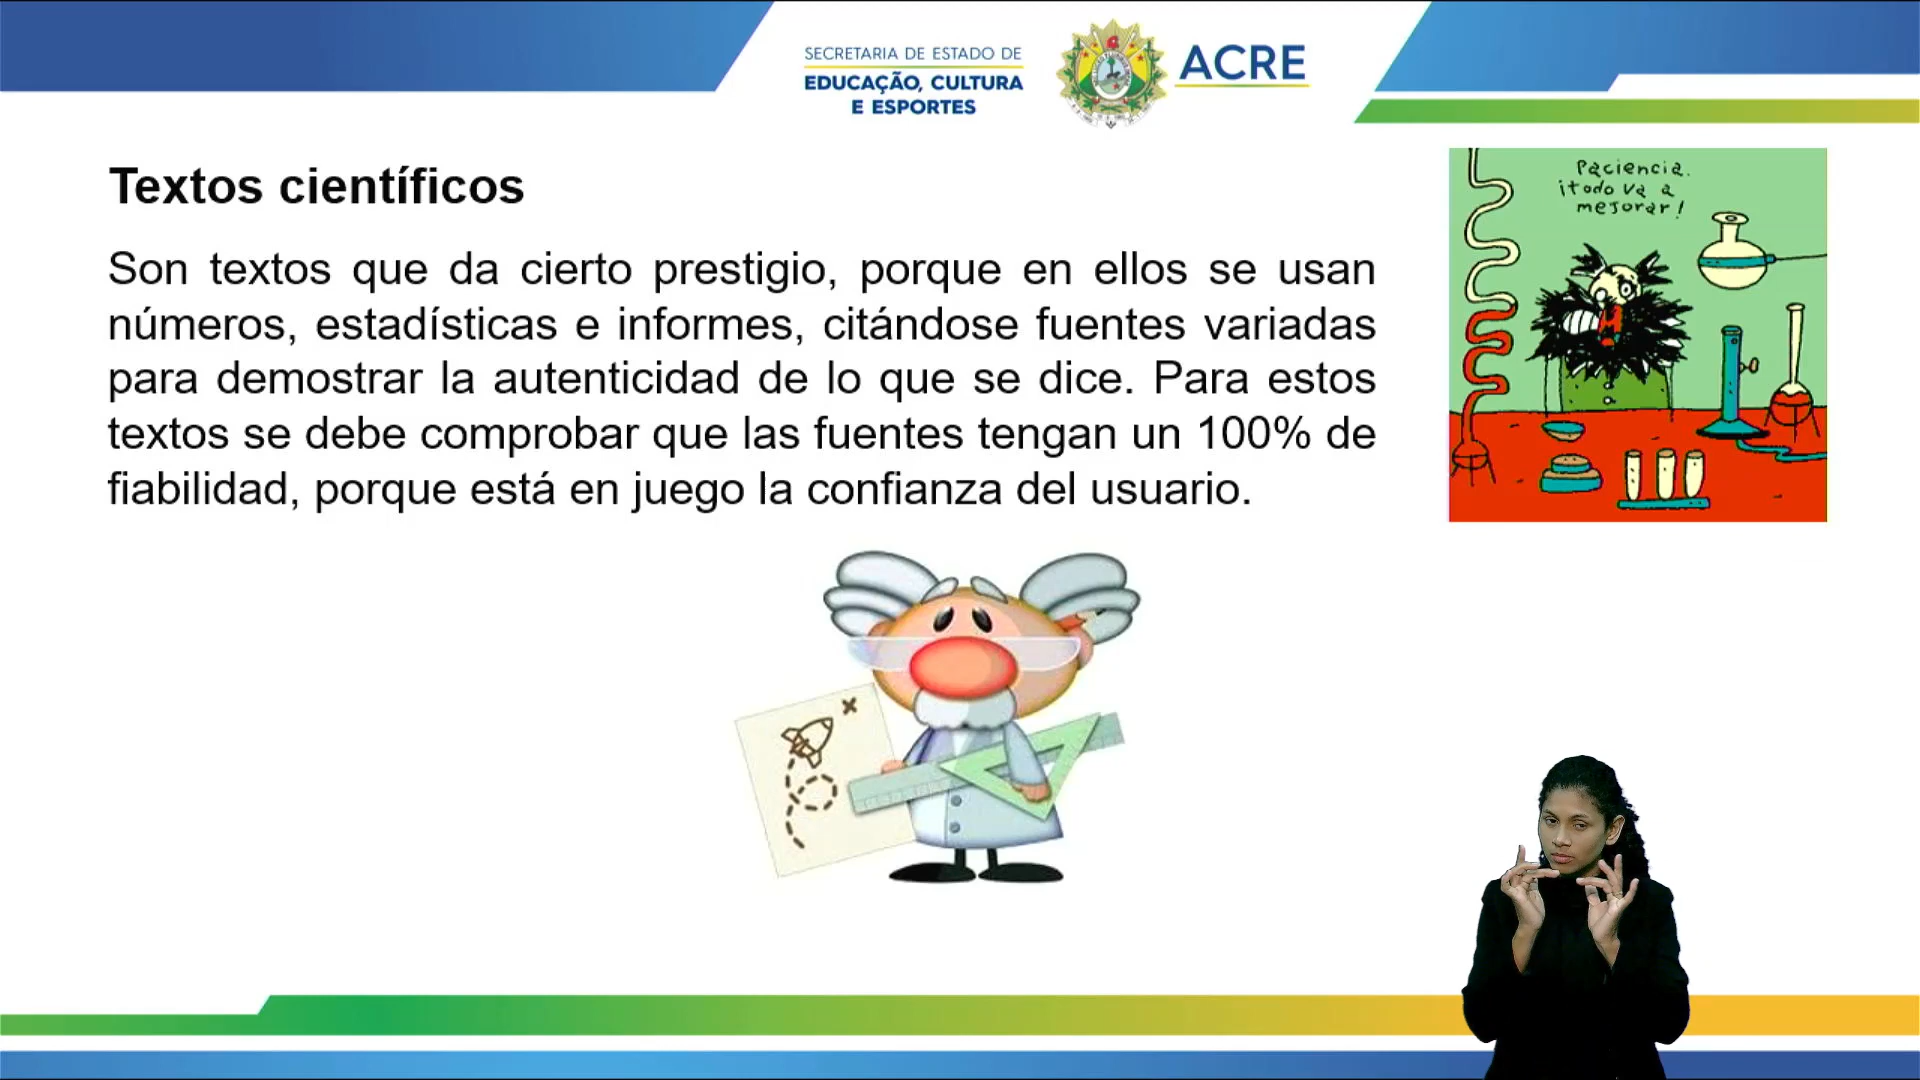 SECRETARIA DE ESTADO DE
EDUCAÇÃO, CULTURA
E ESPORTES
ACRE
Textos científicos
Son textos que da cierto prestigio, porque en ellos se usan
números, estadísticas e informes, citándose fuentes variadas
para demostrar la autenticidad de lo que se dice. Para estos
textos se debe comprobar que las fuentes tengan un 100% de
fiabilidad, porque está en juego la confianza del usuario.
Paciencia.
¡todo va a
mejorar!